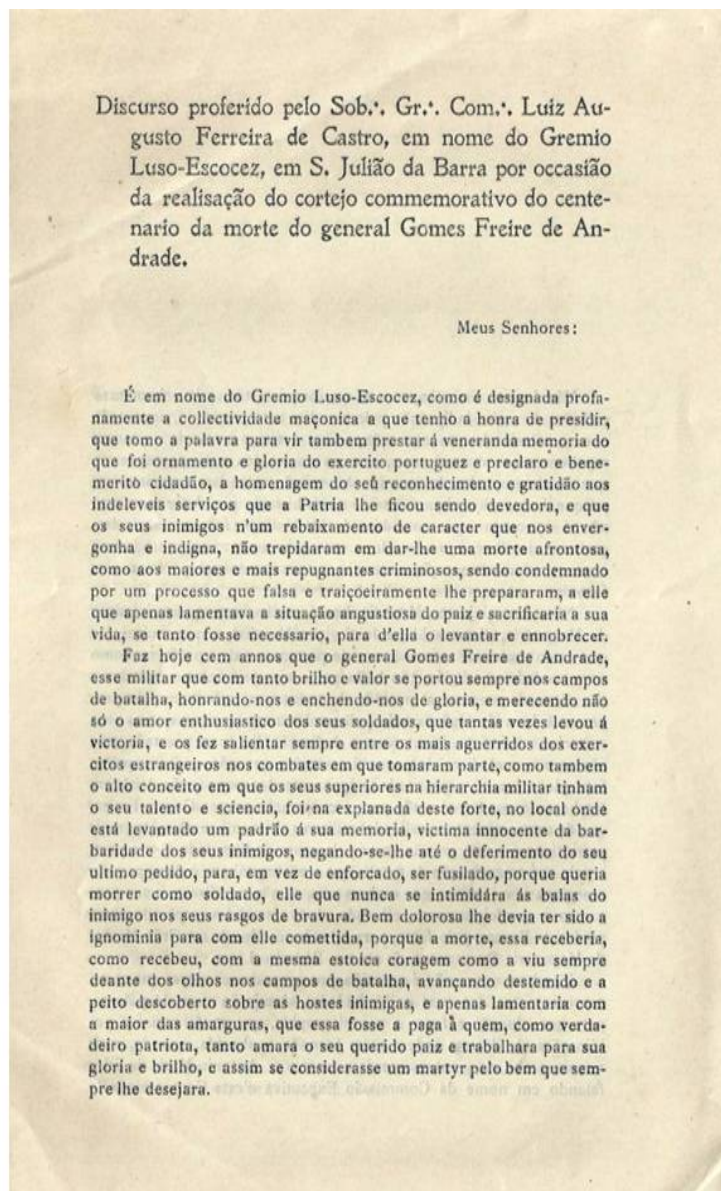 Discurso proferido pelo Sob.·. Gr.·. Com.·. Luiz Au-
gusto Ferreira de Castro, em nome do Gremio
Luso-Escocez, em S. Julião da Barra por occasião
da realisação do cortejo commemorativo do cente-
nario da morte do general Gomes Freire de An-
drade.
Meus Senhores:
É em nome do Gremio Luso-Escocez, como é designada profa-
namente a collectividade maçonica a que tenho a honra de presidir,
que tomo a palavra para vir tambem prestar á veneranda memoria do
que foi ornamento e gloria do exercito portuguez e preclaro e bene-
merito cidadão, a homenagem do seu reconhecimento e gratidão aos
indeleveis serviços que a Patria lhe ficou sendo devedora, e que
os seus inimigos n'um rebaixamento de caracter que nos enver-
gonha e indigna, não trepidaram em dar-lhe uma morte afrontosa,
como aos maiores e mais repugnantes criminosos, sendo condemnado
por um processo que falsa e traiçoeiramente lhe prepararam, a elle
que apenas lamentava a situação angustiosa do paiz e sacrificaria a sua
vida, se tanto fosse necessario, para d'ella o levantar e ennobrecer.
Faz hoje cem annos que o general Gomes Freire de Andrade,
esse militar que com tanto brilho e valor se portou sempre nos campos
de batalha, honrando-nos e enchendo-nos de gloria, e merecendo não
só o amor enthusiastico dos seus soldados, que tantas vezes levou á
victoria, e os fez salientar sempre entre os mais aguerridos dos exer-
citos estrangeiros nos combates em que tomaram parte, como tambem
o alto conceito em que os seus superiores na hierarchia militar tinham
o seu talento e sciencia, foi na explanada deste forte, no local onde
está levantado um padrão á sua memoria, victima innocente da bar-
baridade dos seus inimigos, negando-se-lhe até o deferimento do seu
ultimo pedido, para, em vez de enforcado, ser fusilado, porque queria
morrer como soldado, elle que nunca se intimidára ás balas do
inimigo nos seus rasgos de bravura. Bem dolorosa lhe devia ter sido a
ignominia para com elle comettida, porque a morte, essa receberia,
como recebeu, com a mesma estoica coragem como a viu sempre
deante dos olhos nos campos de batalha, avançando destemido e a
peito descoberto sobre as hostes inimigas, e apenas lamentaria com
a maior das amarguras, que essa fosse a paga à quem, como verda-
deiro patriota, tanto amara o seu querido paiz e trabalhara para sua
gloria e brilho, e assim se considerasse um martyr pelo bem que sem-
pre lhe desejara.